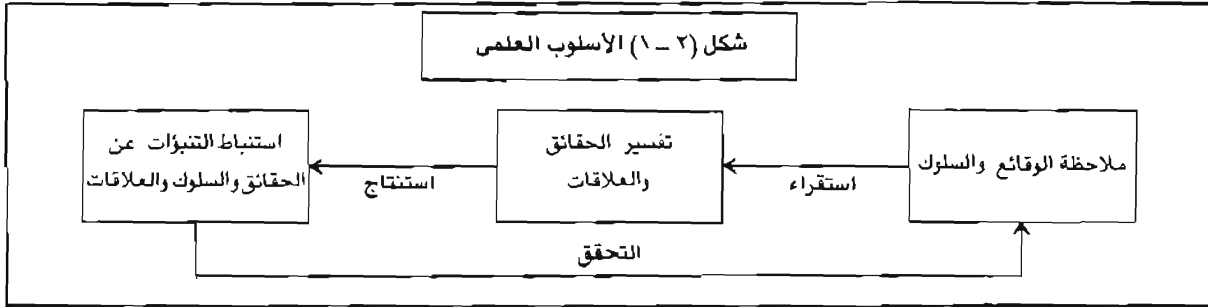 شكل (٢ – ١) الأسلوب العلمى
ملاحظة الوقائع والسلوك
استقراء
تفسير الحقائق
والعلاقات
استنتاج
استنباط التنبؤات عن
الحقائق والسلوك والعلاقات
التحقق